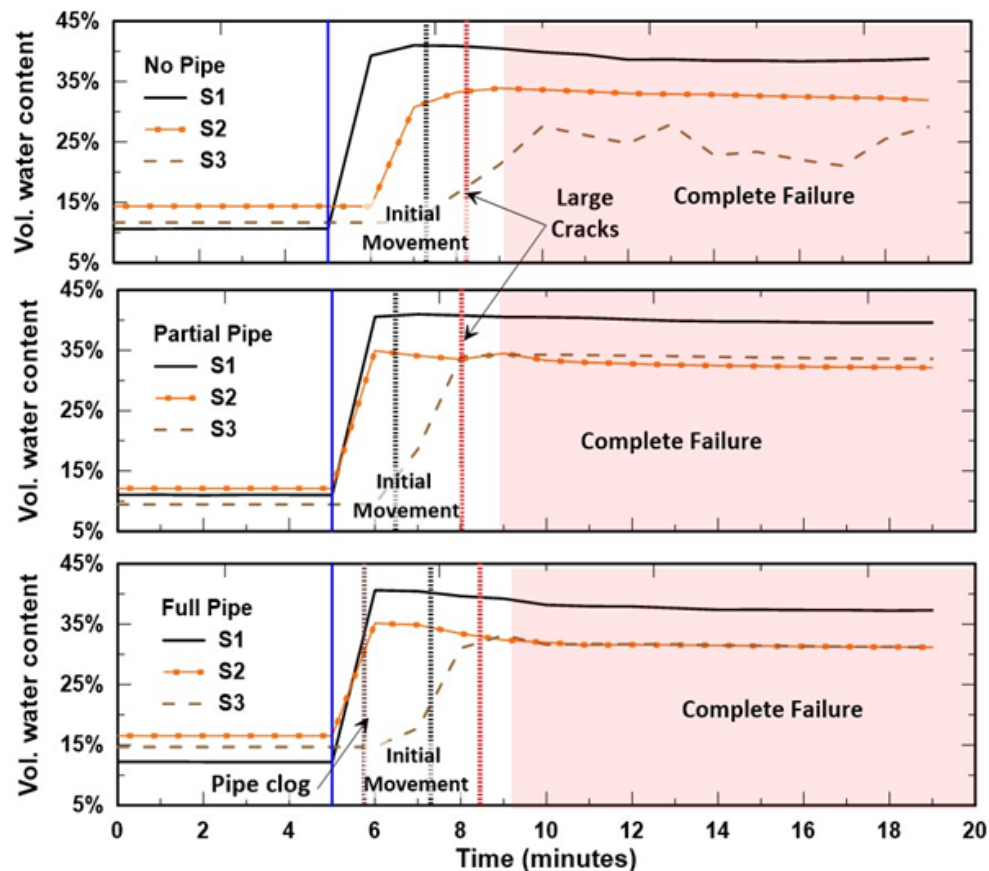 Vol. water content
45%
35%
25%
15%
5%
No Pipe
S1
S2
S3
Initial
Movement
Large
Cracks
Complete Failure
Vol. water content
45%
35%
25%
15%
5%
Partial Pipe
S1
S2
S3
Initial
Movement
Complete Failure
Vol. water content
45%
35%
25%
15%
5%
Full Pipe
S1
S2
S3
Pipe clog
Initial
Movement
Complete Failure
0 2 4 6 8 10 12 14 16 18 20
Time (minutes)